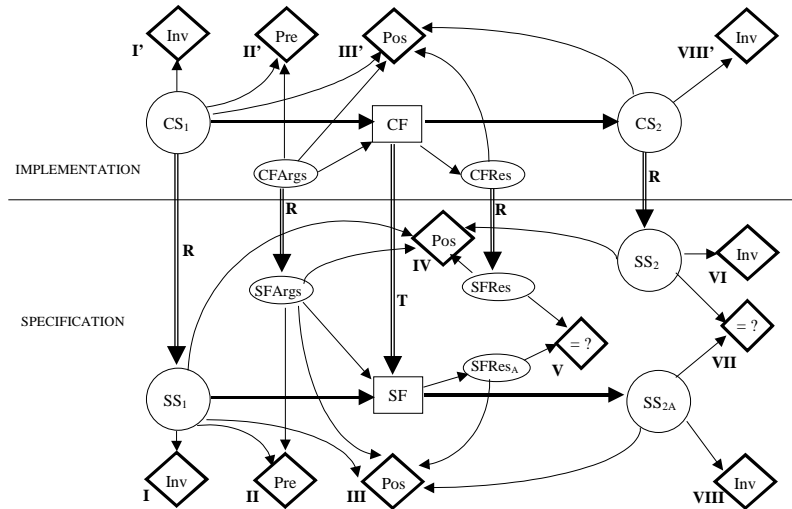 Inv
Pre
Pos
Inv
I'
II'
III'
VIII'
CS1
CF
CS2
IMPLEMENTATION
CFArgs
CFRes
R
R
R
R
Pos
IV
SS2
Inv
VI
SFArgs
SFRes
SPECIFICATION
T
= ?
= ?
V
VII
SFResA
SS1
SF
SS2A
Inv
Pre
Pos
Inv
I
II
III
VIII